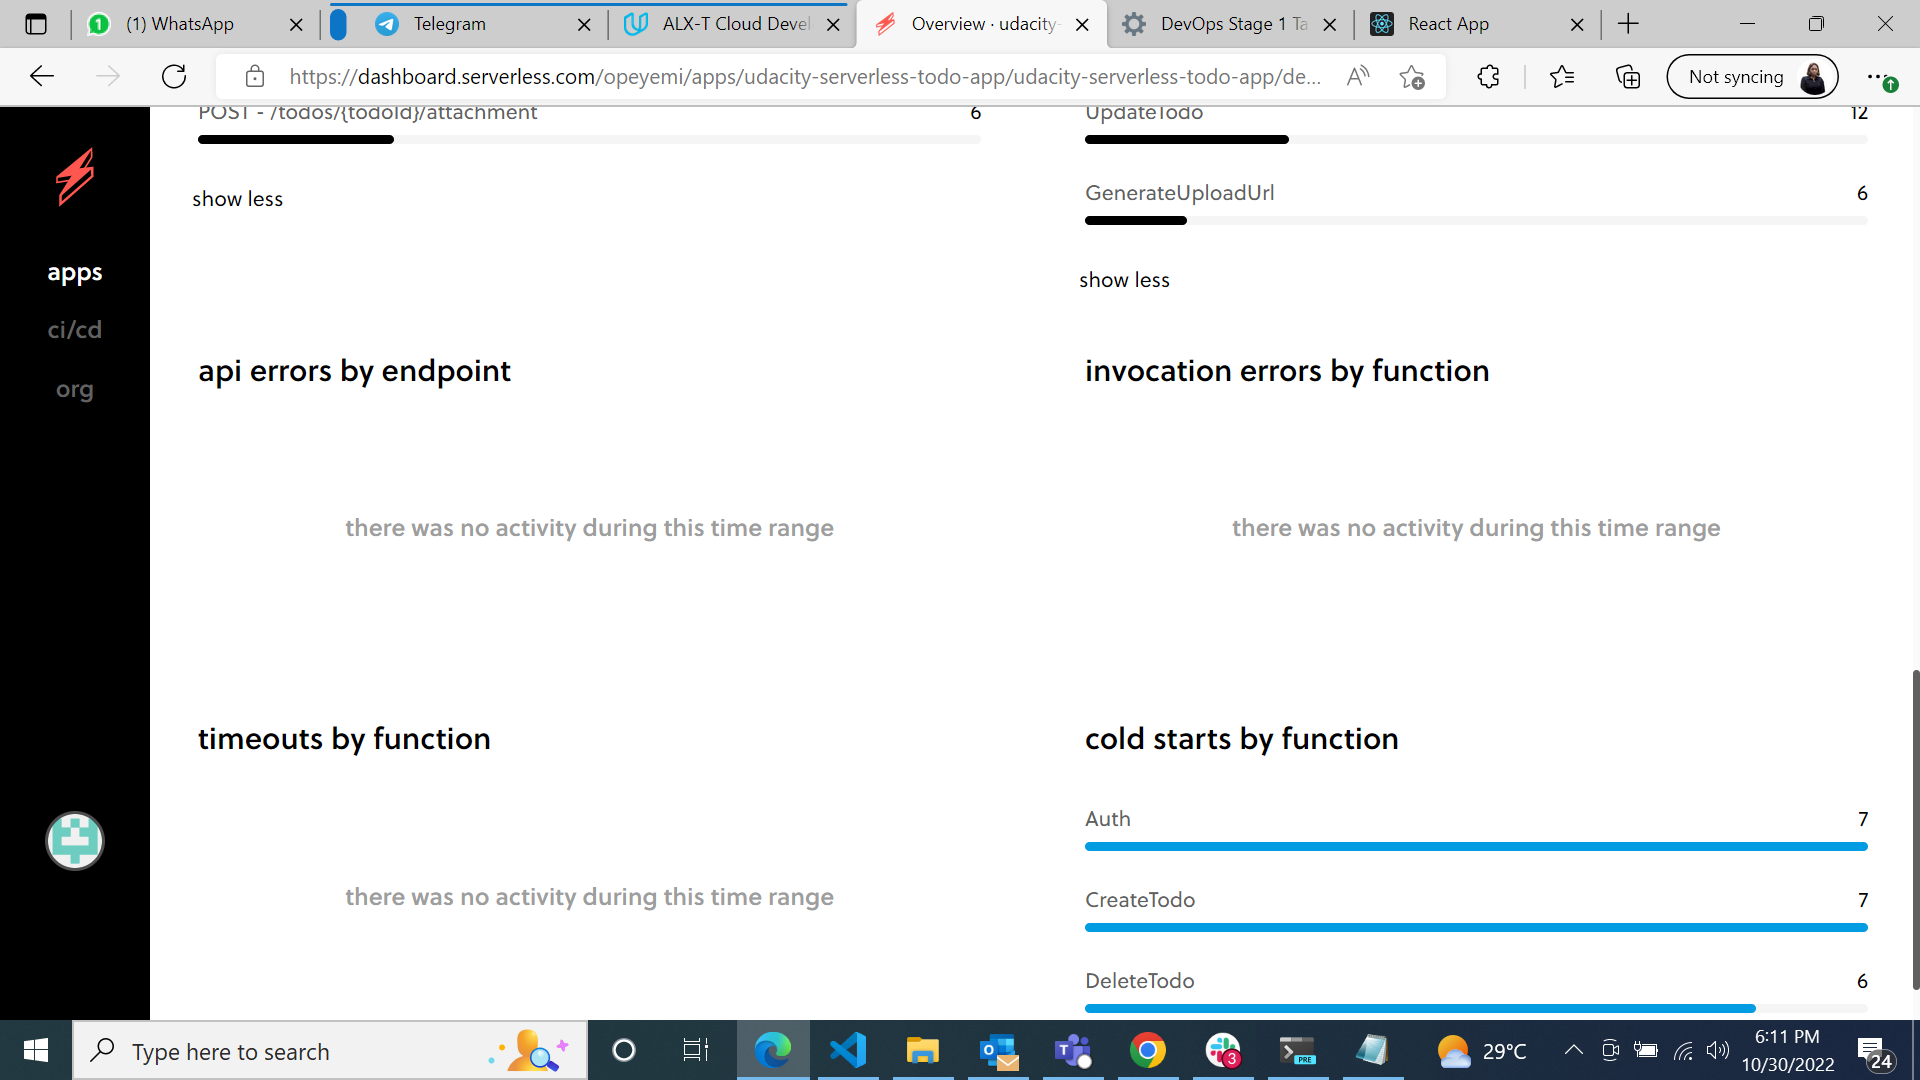 (1) WhatsApp
Telegram
ALX-T Cloud Devel
Overview · udacity-
DevOps Stage 1 Ta
React App
https://dashboard.serverless.com/opeyemi/apps/udacity-serverless-todo-app/udacity-serverless-todo-app/de...
Not syncing
POST - /todos/{todoId}/attachment 6
UpdateTodo 12
GenerateUploadUrl 6
show less
show less
apps
ci/cd
org
api errors by endpoint
invocation errors by function
there was no activity during this time range
there was no activity during this time range
timeouts by function
cold starts by function
there was no activity during this time range
Auth 7
CreateTodo 7
DeleteTodo 6
Type here to search
3
PRE
29°C
6:11 PM
10/30/2022
24